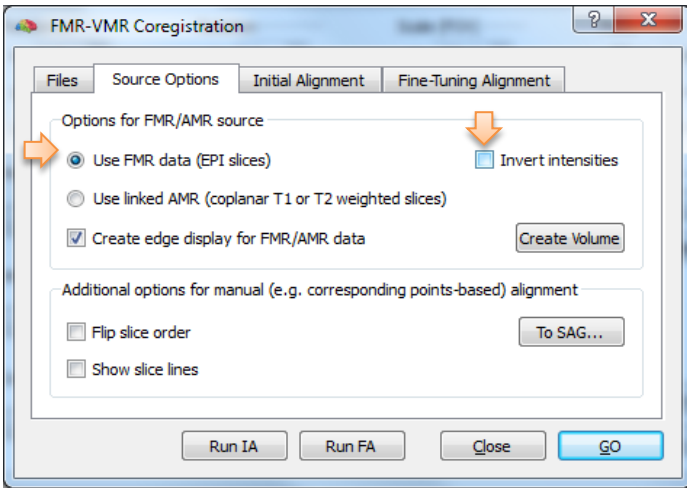 FMR-VMR Coregistration
Files Source Options Initial Alignment Fine-Tuning Alignment
Options for FMR/AMR source
Use FMR data (EPI slices) Invert intensities
Use linked AMR (coplanar T1 or T2 weighted slices)
Create edge display for FMR/AMR data Create Volume
Additional options for manual (e.g. corresponding points-based) alignment
Flip slice order To SAG...
Show slice lines
Run IA Run FA Close GO